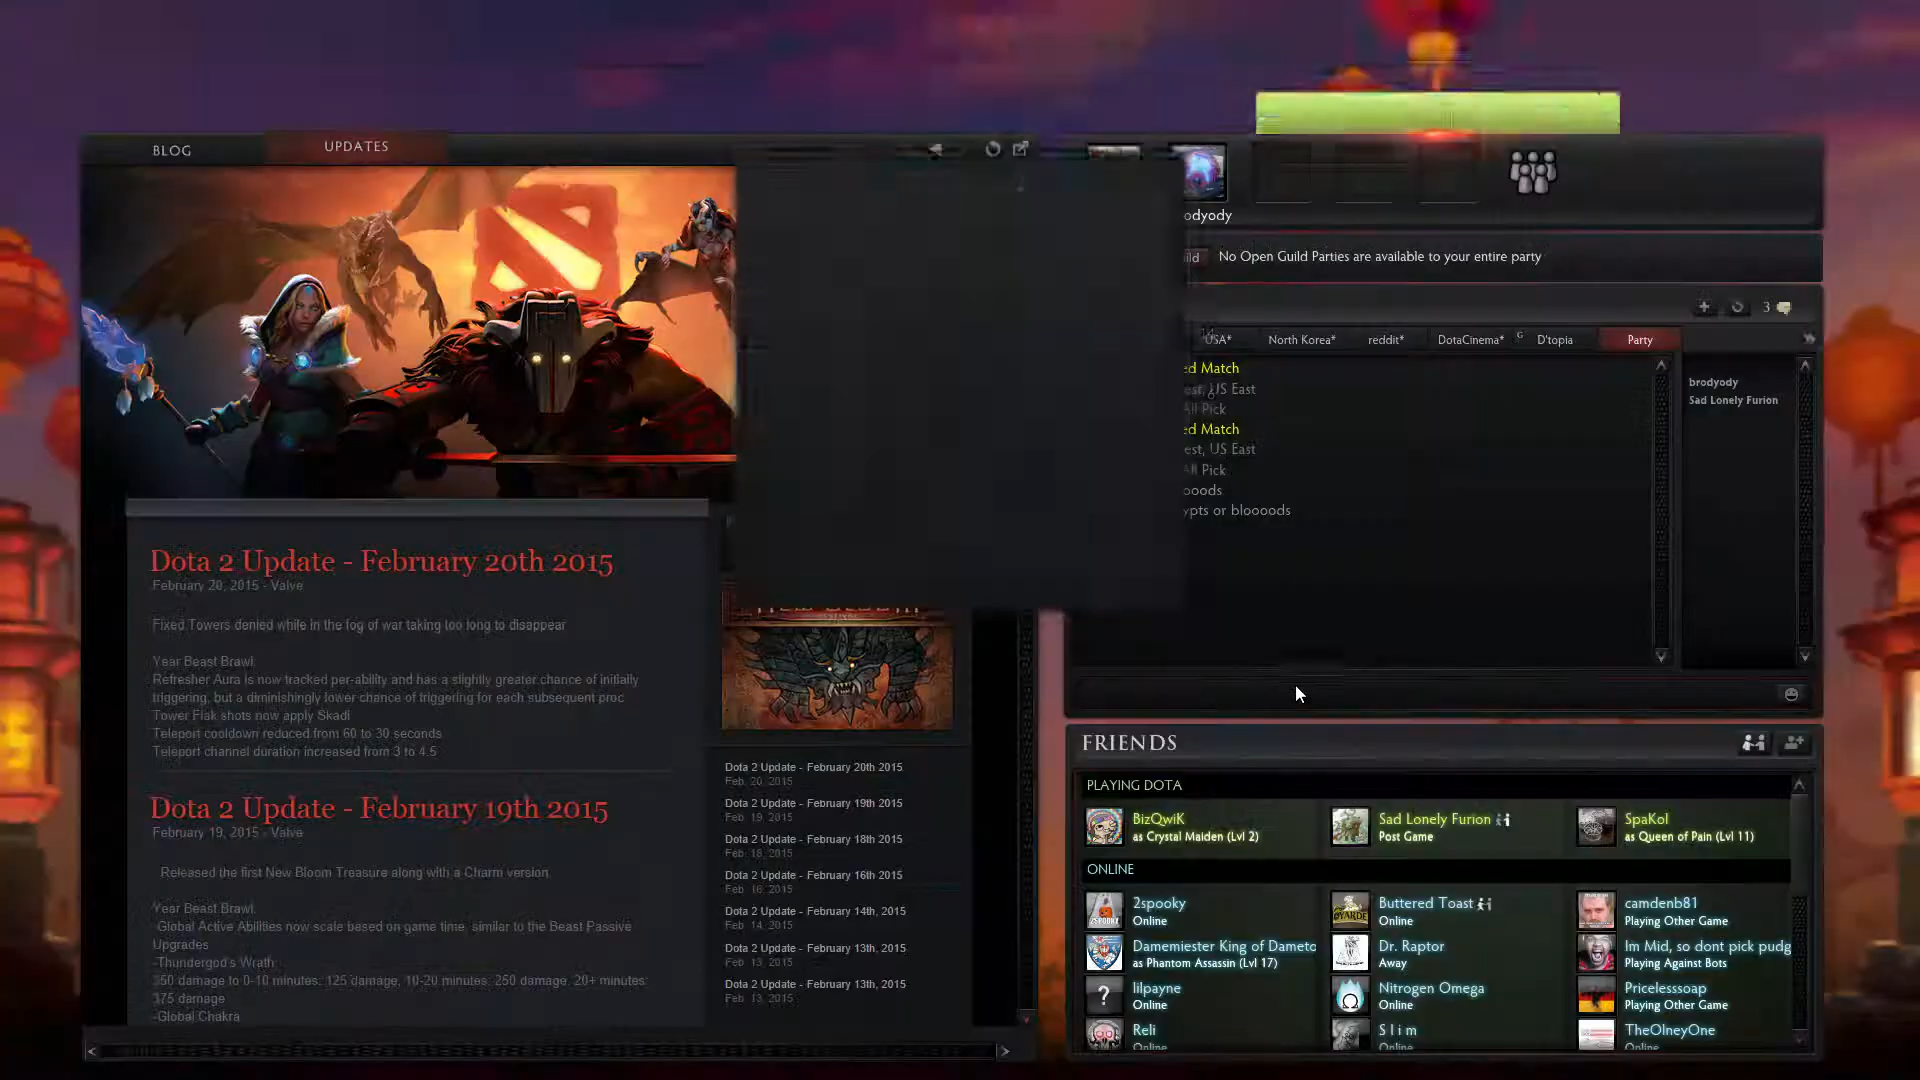 BLOG
UPDATES
Dota 2 Update - February 20th 2015
February 20, 2015 - Valve
Fixed Towers denied while in the fog of war taking too long to disappear
Year Beast Brawl:
Refresher Aura is now tracked per-ability and has a slightly greater chance of initially
triggering, but a diminishingly lower chance of triggering for each subsequent proc
Tower Flak shots now apply Skadi
Teleport cooldown reduced from 60 to 30 seconds
Teleport channel duration increased from 3 to 4.5
Dota 2 Update - February 19th 2015
February 19, 2015 - Valve
Released the first New Bloom Treasure along with a Charm version.
Year Beast Brawl:
Global Active Abilities now scale based on game time, similar to the Beast Passive
Upgrades
-Thundergod's Wrath
50 damage to 0-10 minutes: 125 damage, 10-20 minutes: 250 damage, 20+ minutes:
175 damage
-Global Chakra
Dota 2 Update - February 20th 2015
Feb. 20, 2015
Dota 2 Update - February 19th 2015
Feb. 19, 2015
Dota 2 Update - February 18th 2015
Feb. 18, 2015
Dota 2 Update - February 16th 2015
Feb. 16, 2015
Dota 2 Update - February 14th, 2015
Feb. 14, 2015
Dota 2 Update - February 13th, 2015
Feb. 13, 2015
Dota 2 Update - February 13th, 2015
Feb. 13, 2015
odyody
ild
No Open Guild Parties are available to your entire party
3
USA*
North Korea*
reddit*
DotaCinema*
G
D'topia
Party
ed Match
est, US East
All Pick
ed Match
est, US East
All Pick
ooods
ypts or bloooods
brodyody
Sad Lonely Furion
FRIENDS
PLAYING DOTA
BizQwiK
as Crystal Maiden (Lvl 2)
Sad Lonely Furion
Post Game
SpaKol
as Queen of Pain (Lvl 11)
ONLINE
2spooky
Online
Buttered Toast
Online
camdenb81
Playing Other Game
Damemiester King of Dameto
as Phantom Assassin (Lvl 17)
Dr. Raptor
Away
Im Mid, so dont pick pudg
Playing Against Bots
lilpayne
Online
Nitrogen Omega
Online
Pricelesssoap
Playing Other Game
Reli
Online
S l i m
Online
TheOlneyOne
Online